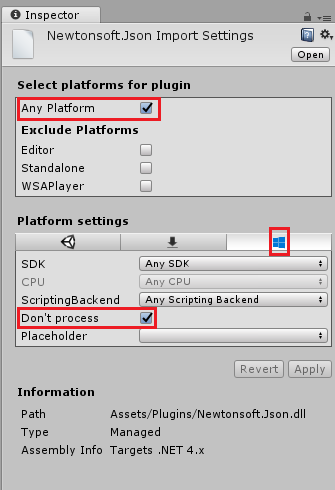 Inspector
Newtonsoft.Json Import Settings
Open
Select platforms for plugin
Any Platform
Exclude Platforms
Editor
Standalone
WSAPlayer
Platform settings
SDK Any SDK
CPU Any CPU
ScriptingBackend Any Scripting Backend
Don't process
Placeholder
Revert Apply
Information
Path Assets/Plugins/Newtonsoft.Json.dll
Type Managed
Assembly Info Targets .NET 4.x